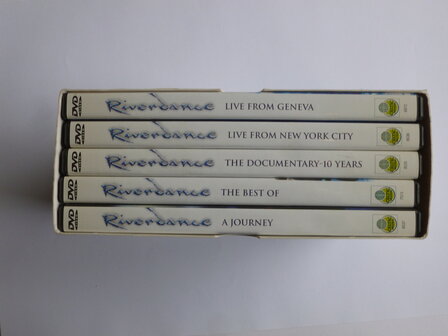 DVD Riverdance LIVE FROM GENEVA
DVD Riverdance LIVE FROM NEW YORK CITY
DVD Riverdance THE DOCUMENTARY-10 YEARS
DVD Riverdance THE BEST OF
DVD Riverdance A JOURNEY